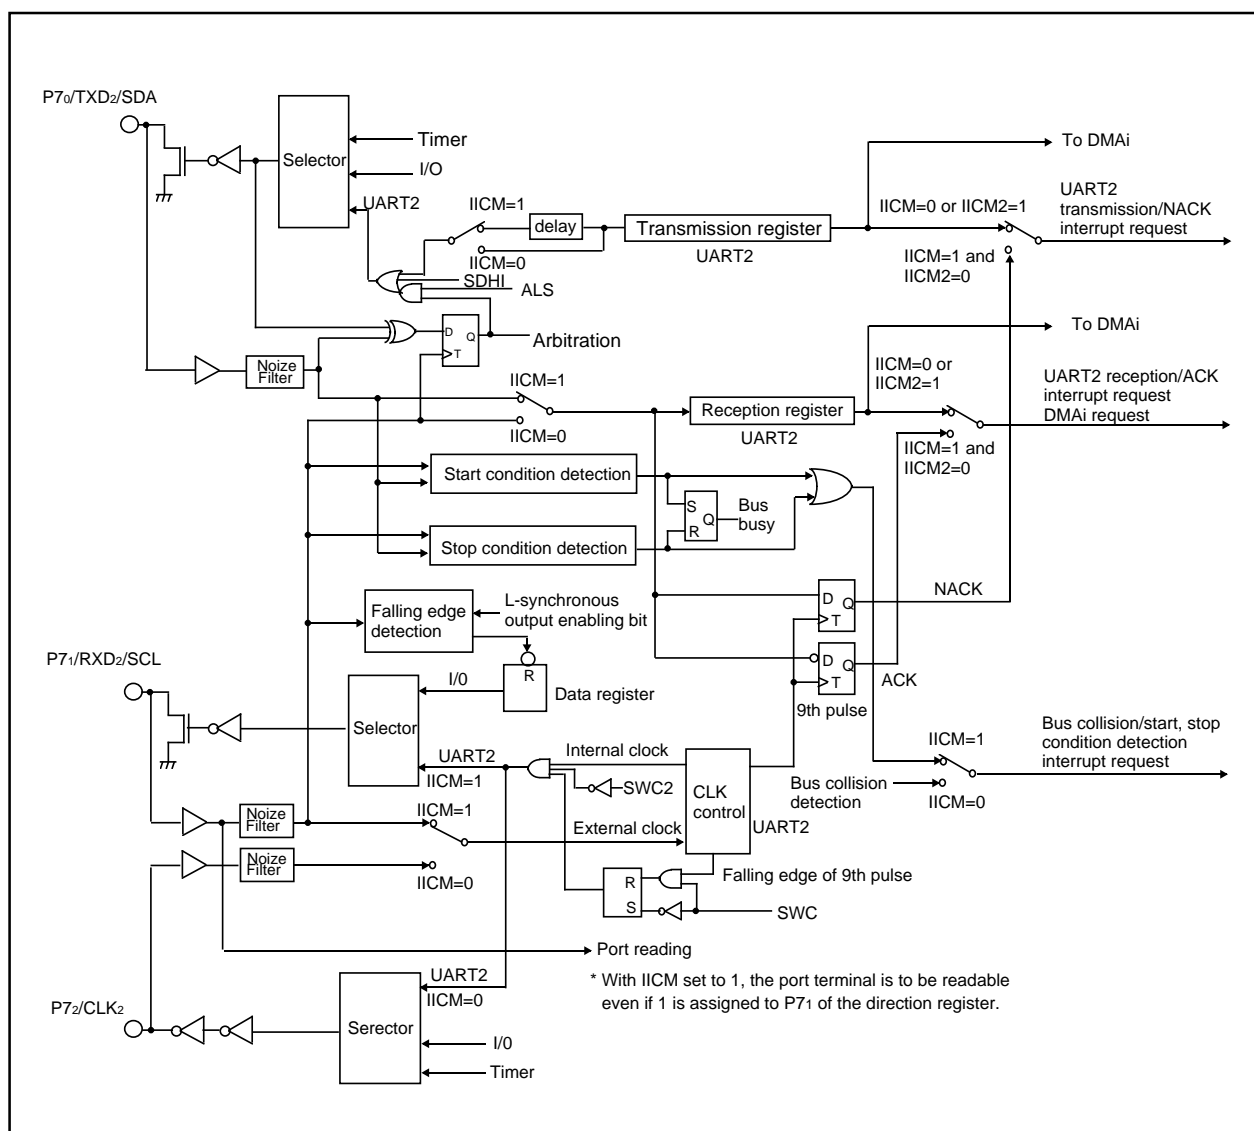 P70/TXD2/SDA
Selector
Timer
I/O
UART2
IICM=1
delay
IICM=0
SDHI
ALS
Transmission register
UART2
To DMAi
IICM=0 or IICM2=1
UART2
transmission/NACK
interrupt request
IICM=1 and
IICM2=0
D
Q
T
Arbitration
Noize
Filter
To DMAi
IICM=0 or
IICM2=1
UART2 reception/ACK
interrupt request
DMAi request
IICM=1
IICM=0
Reception register
UART2
IICM=1 and
IICM2=0
Start condition detection
S
Q
R
Bus
busy
Stop condition detection
Falling edge
detection
L-synchronous
output enabling bit
D
Q
T
NACK
D
Q
T
ACK
9th pulse
P71/RXD2/SCL
Selector
I/0
R
Data register
UART2
IICM=1
Internal clock
SWC2
CLK
control
UART2
Bus collision/start, stop
condition detection
interrupt request
IICM=1
Bus collision
detection
IICM=0
Noize
Filter
IICM=1
External clock
Noize
Filter
IICM=0
R
S
Falling edge of 9th pulse
SWC
Port reading
* With IICM set to 1, the port terminal is to be readable
even if 1 is assigned to P71 of the direction register.
P72/CLK2
UART2
IICM=0
Serector
I/0
Timer